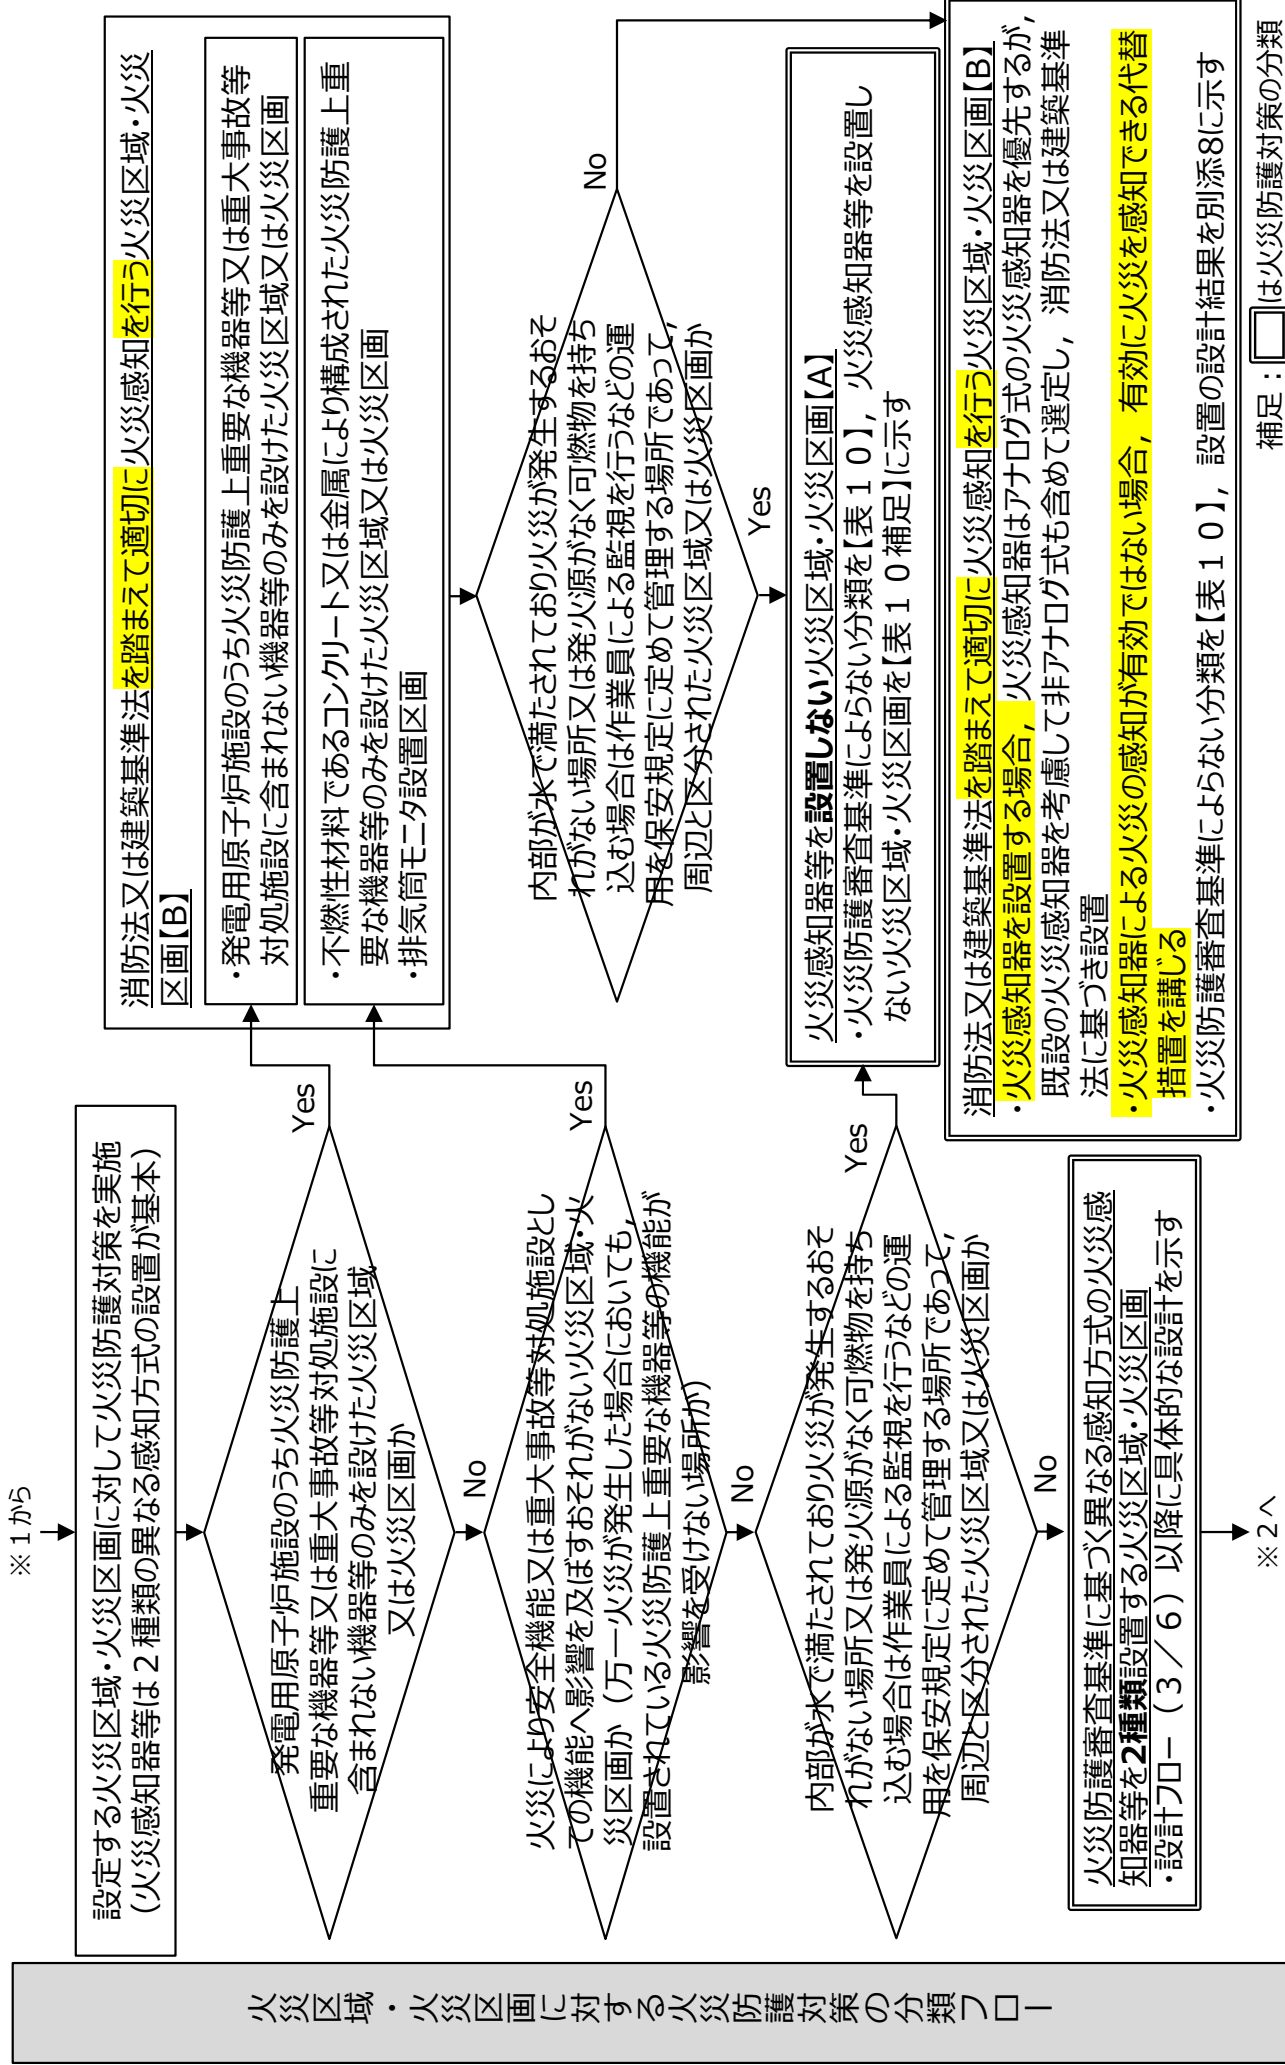 火災区域・火災区画に対する火災防護対策の分類フロー
※1から
設定する火災区域・火災区画に対して火災防護対策を実施
（火災感知器等は2種類の異なる感知方式の設置が基本）
発電用原子炉施設のうち火災防護上
重要な機器等又は重大事故等対処施設に
含まれない機器等のみを設けた火災区域
又は火災区画か
Yes
No
火災により安全機能又は重大事故等対処施設とし
ての機能へ影響を及ぼすおそれがない火災区域・火
災区画か（万一火災が発生した場合においても，
設置されている火災防護上重要な機器等の機能が
影響を受けない場所か）
Yes
No
内部が水で満たされており火災が発生するおそ
れがない場所又は発火源がなく可燃物を持ち
込む場合は作業員による監視を行うなどの運
用を保安規定に定めて管理する場所であって，
周辺と区分された火災区域又は火災区画か
Yes
No
火災防護審査基準に基づく異なる感知方式の火災感
知器等を2種類設置する火災区域・火災区画
・設計フロー（3／6）以降に具体的な設計を示す
※2へ
消防法又は建築基準法を踏まえて適切に火災感知を行う火災区域・火災
区画【B】
・発電用原子炉施設のうち火災防護上重要な機器等又は重大事故等
対処施設に含まれない機器等のみを設けた火災区域又は火災区画
・不燃性材料であるコンクリート又は金属により構成された火災防護上重
要な機器等のみを設けた火災区域又は火災区画
・排気筒モニタ設置区画
内部が水で満たされており火災が発生するおそ
れがない場所又は発火源がなく可燃物を持ち
込む場合は作業員による監視を行うなどの運
用を保安規定に定めて管理する場所であって，
周辺と区分された火災区域又は火災区画か
No
Yes
火災感知器等を設置しない火災区域・火災区画【A】
・火災防護審査基準によらない分類を【表10】，火災感知器等を設置し
ない火災区域・火災区画を【表10補足】に示す
消防法又は建築基準法を踏まえて適切に火災感知を行う火災区域・火災区画【B】
・火災感知器を設置する場合，火災感知器はアナログ式の火災感知器を優先するが，
既設の火災感知器を考慮して非アナログ式も含めて選定し，消防法又は建築基準
法に基づき設置
・火災感知器による火災の感知が有効ではない場合，有効に火災を感知できる代替
措置を講じる
・火災防護審査基準によらない分類を【表10】，設置の設計結果を別添8に示す
補足：□は火災防護対策の分類